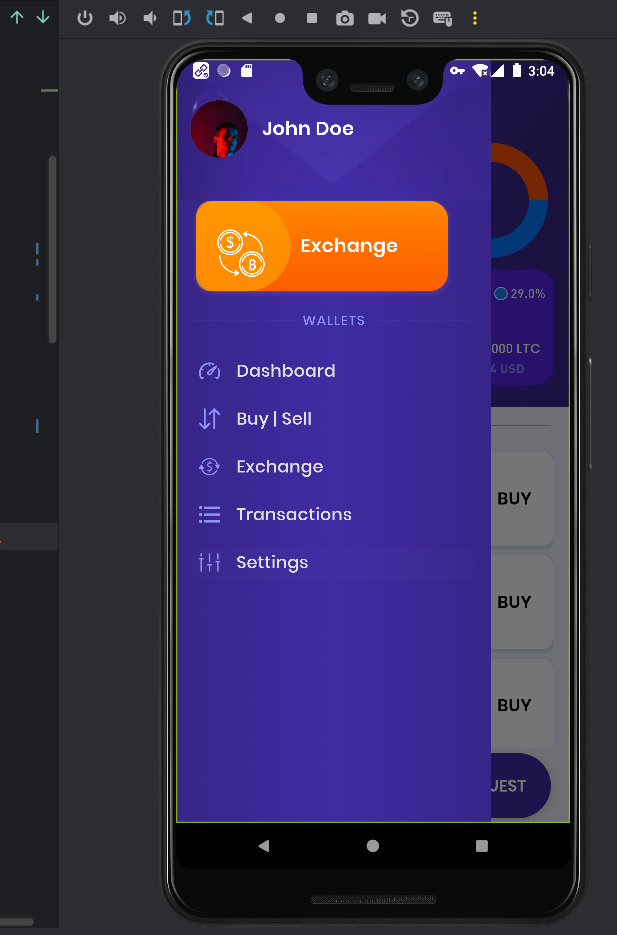 3:04
John Doe
Exchange
29.0%
WALLETS
000 LTC
4 USD
Dashboard
Buy | Sell
Exchange
BUY
Transactions
Settings
BUY
BUY
UEST